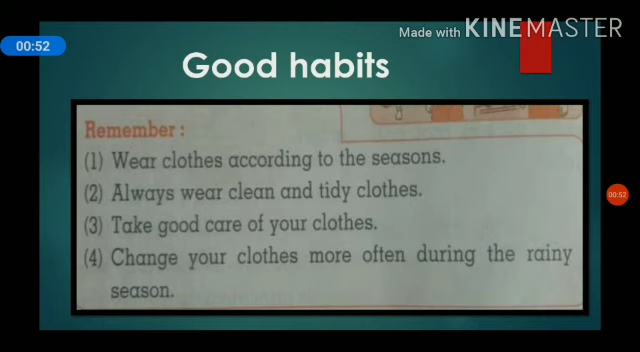 Made with KINEMASTER
00:52
Good habits
Remember :
(1) Wear clothes according to the seasons.
(2) Always wear clean and tidy clothes.
(3) Take good care of your clothes.
(4) Change your clothes more often during the rainy
season.
00:52